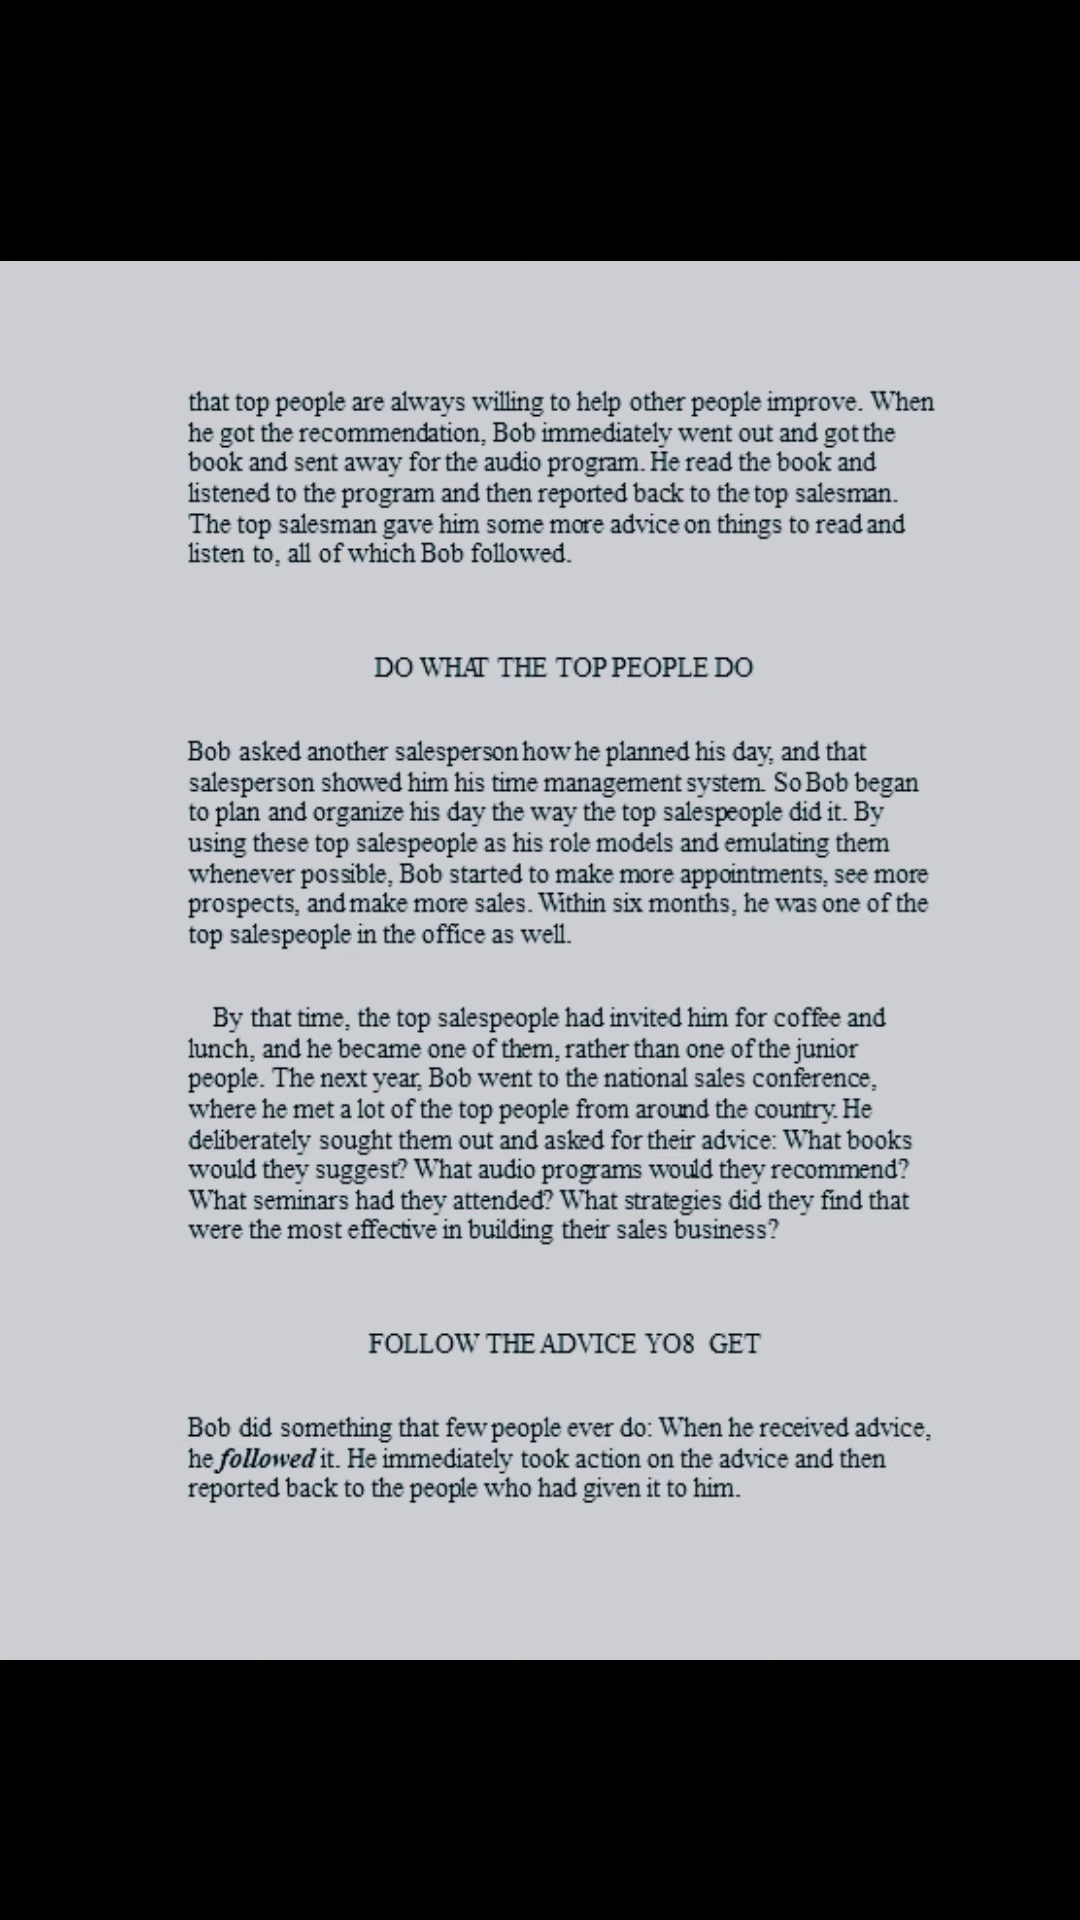 that top people are always willing to help other people improve. When
he got the recommendation, Bob immediately went out and got the
book and sent away for the audio program. He read the book and
listened to the program and then reported back to the top salesman.
The top salesman gave him some more advice on things to read and
listen to, all of which Bob followed.
DO WHAT THE TOP PEOPLE DO
Bob asked another salesperson how he planned his day, and that
salesperson showed him his time management system. So Bob began
to plan and organize his day the way the top salespeople did it. By
using these top salespeople as his role models and emulating them
whenever possible, Bob started to make more appointments, see more
prospects, and make more sales. Within six months, he was one of the
top salespeople in the office as well.
By that time, the top salespeople had invited him for coffee and
lunch, and he became one of them, rather than one of the junior
people. The next year, Bob went to the national sales conference,
where he met a lot of the top people from around the country. He
deliberately sought them out and asked for their advice: What books
would they suggest? What audio programs would they recommend?
What seminars had they attended? What strategies did they find that
were the most effective in building their sales business?
FOLLOW THE ADVICE YO8 GET
Bob did something that few people ever do: When he received advice,
he followed it. He immediately took action on the advice and then
reported back to the people who had given it to him.